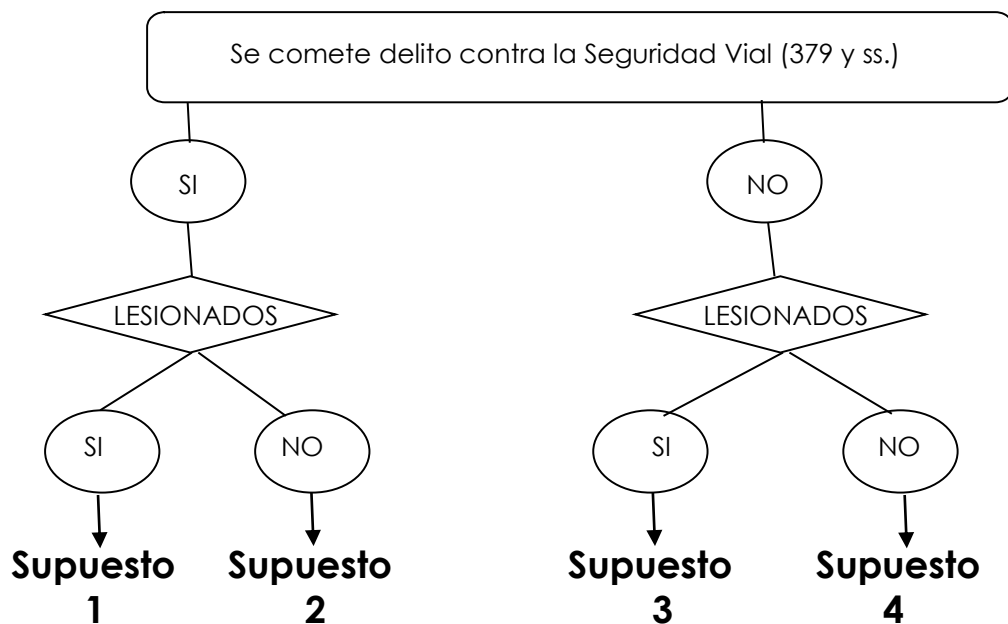 Se comete delito contra la Seguridad Vial (379 y ss.)
SI
NO
LESIONADOS
LESIONADOS
SI
NO
SI
NO
Supuesto
1
Supuesto
2
Supuesto
3
Supuesto
4